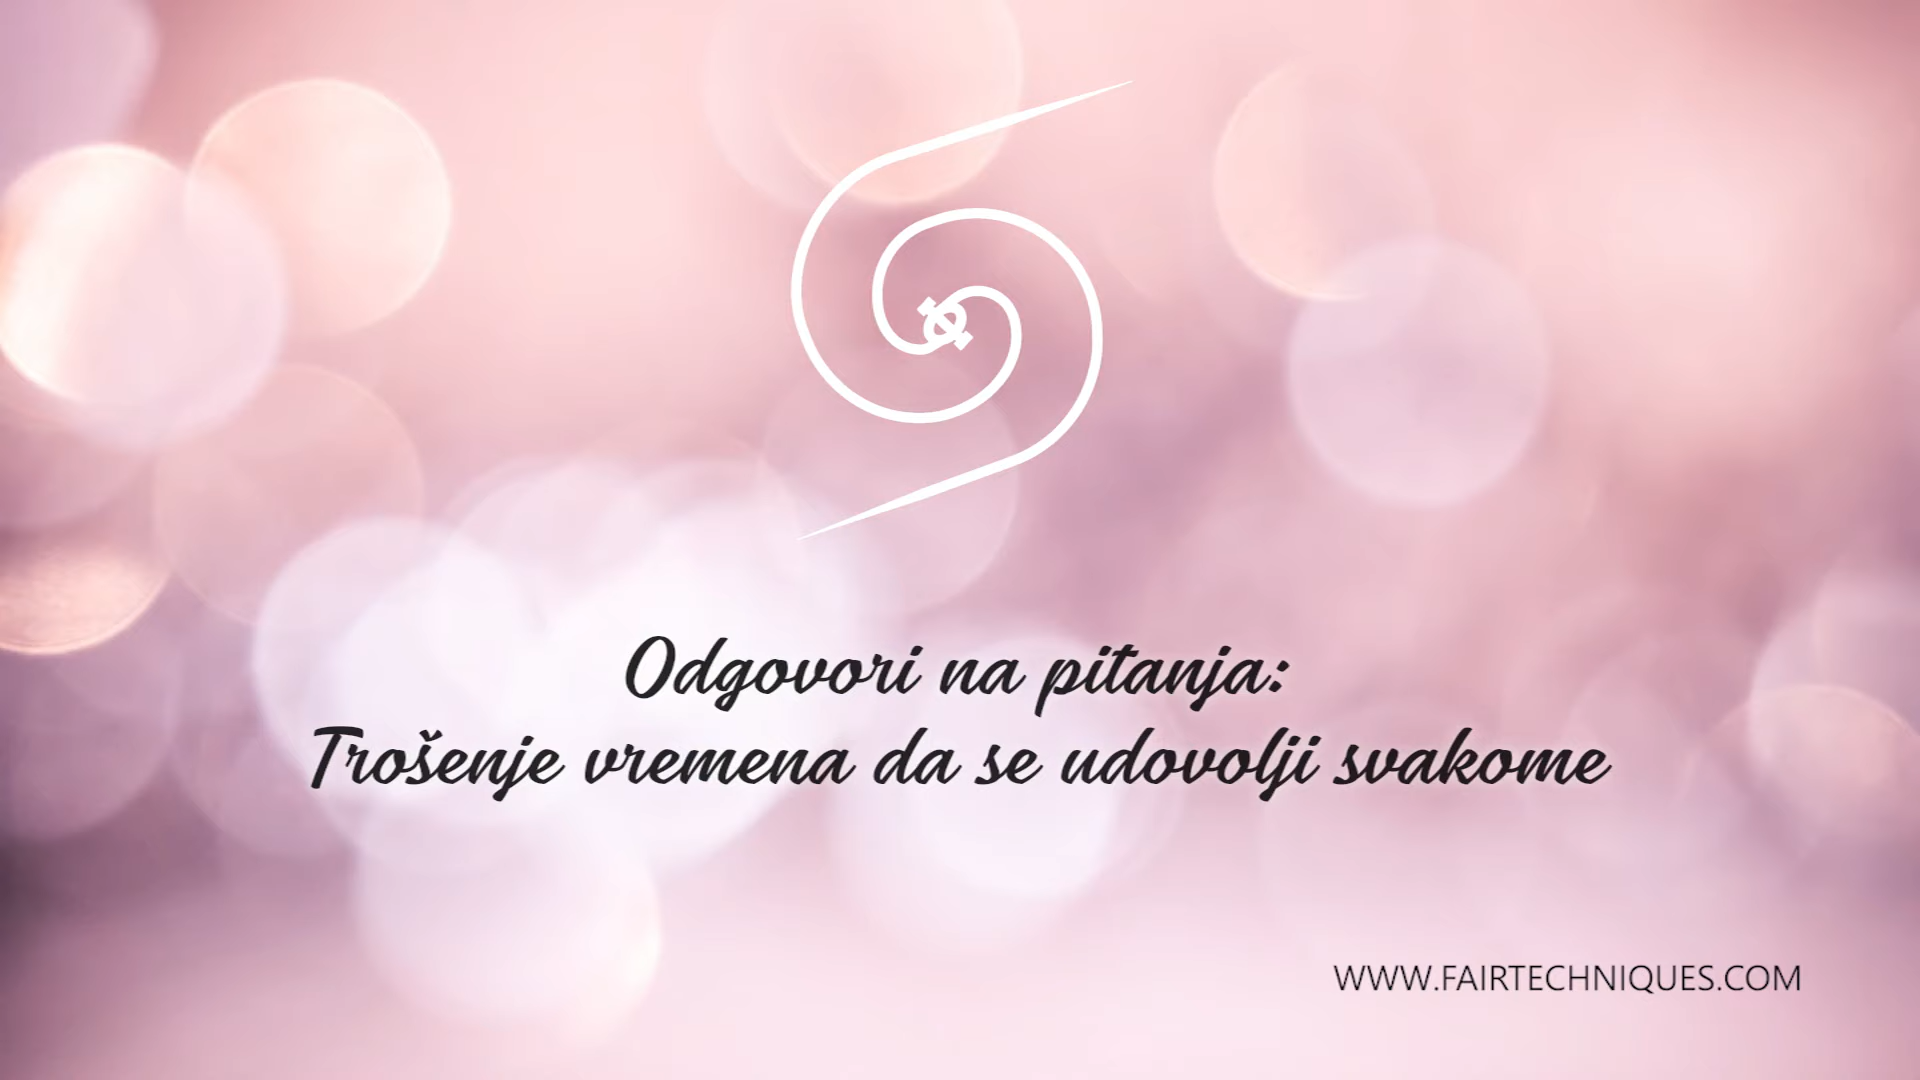 Odgovori na pitanja:
Trošenje vremena da se udovolji svakome
WWW.FAIRTECHNIQUES.COM